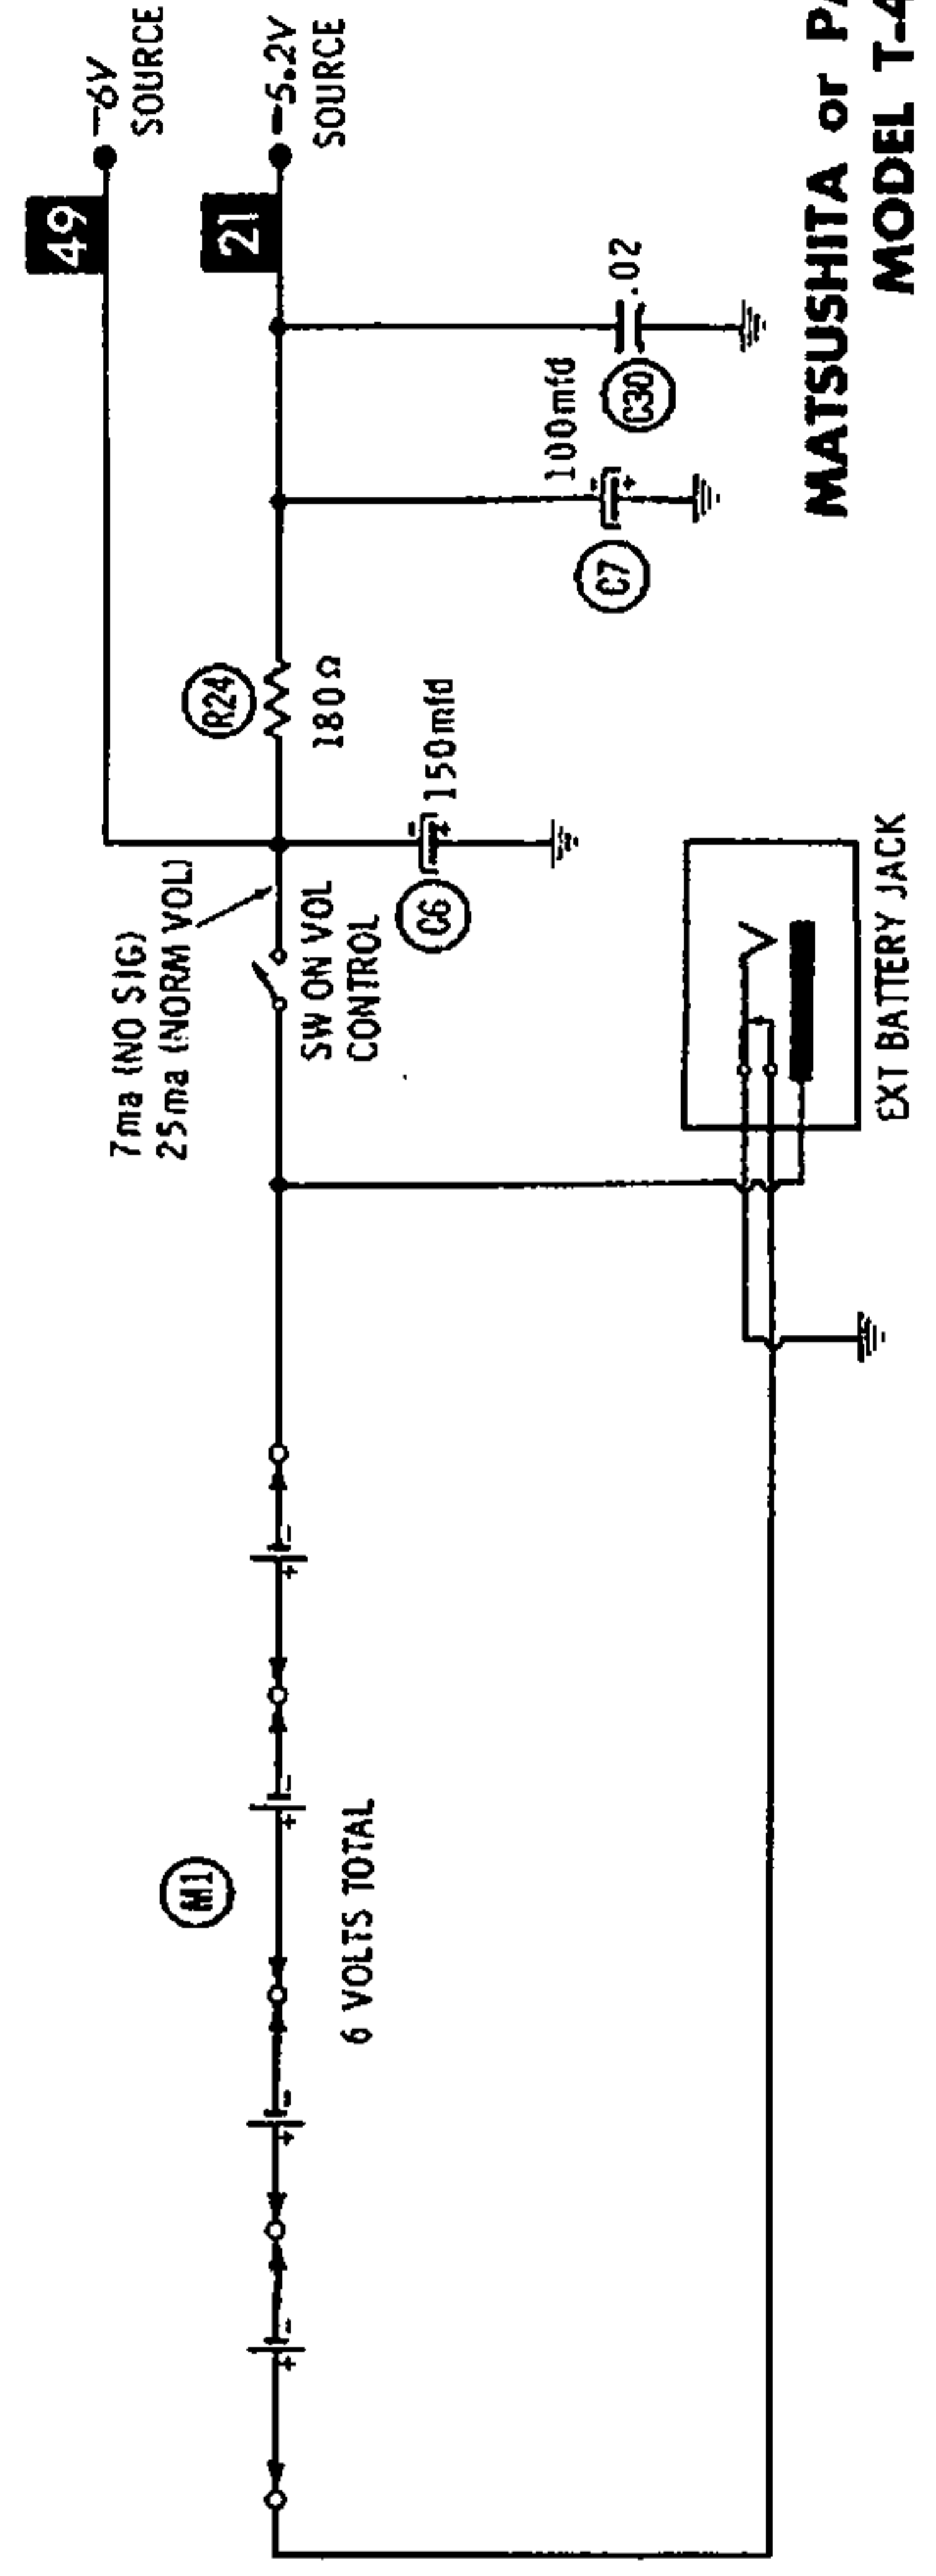 49
−6V
SOURCE
21
−5.2V
SOURCE
7ma (NO SIG)
25ma (NORM VOL)
R24
180Ω
SW ON VOL
CONTROL
C6
150mfd
C7
100mfd
C30
.02
M1
6 VOLTS TOTAL
- + - + - + - +
EXT BATTERY JACK
MATSUSHITA or
MODEL